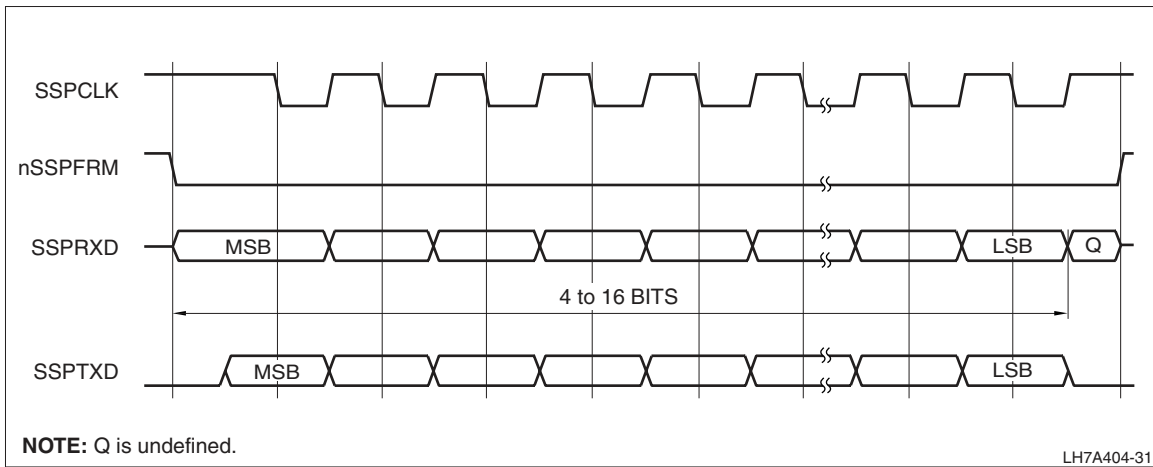 SSPCLK
nSSPFRM
SSPRXD
MSB
LSB
Q
4 to 16 BITS
SSPTXD
MSB
LSB
NOTE: Q is undefined.
LH7A404-31